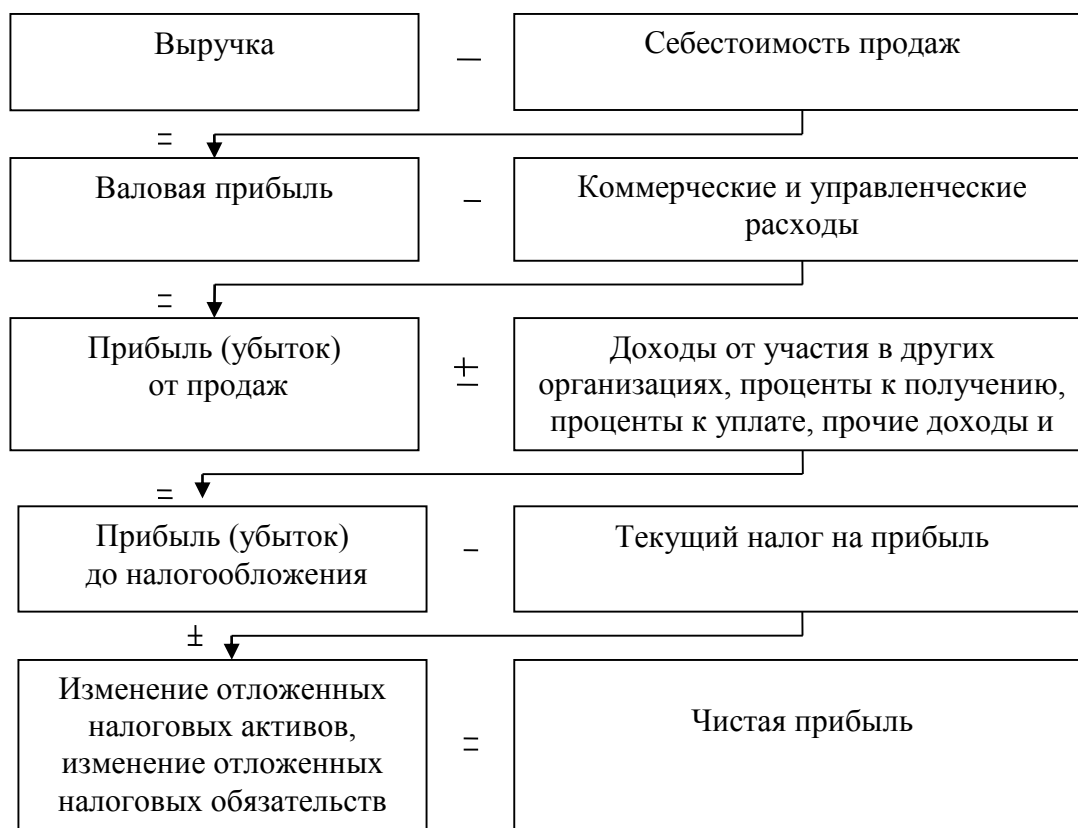 Выручка
—
Себестоимость продаж
=
Валовая прибыль
–
Коммерческие и управленческие
расходы
=
Прибыль (убыток)
от продаж
±
Доходы от участия в других
организациях, проценты к получению,
проценты к уплате, прочие доходы и
=
Прибыль (убыток)
до налогообложения
–
Текущий налог на прибыль
±
Изменение отложенных
налоговых активов,
изменение отложенных
налоговых обязательств
=
Чистая прибыль